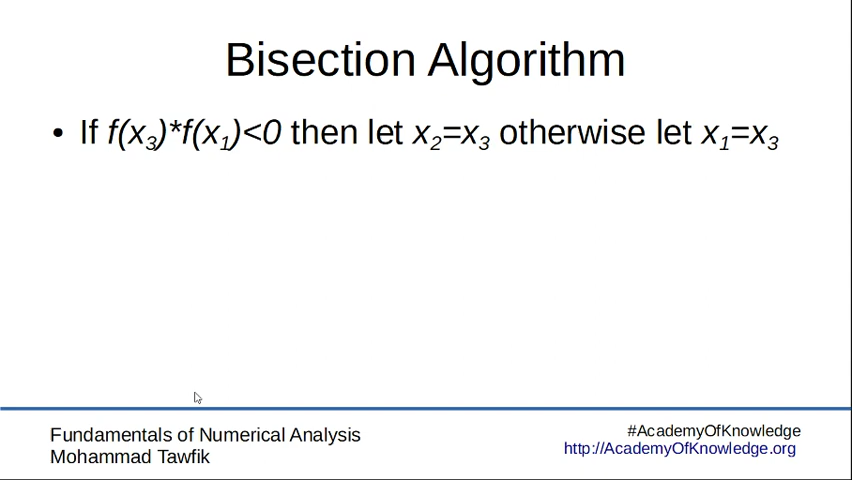 Bisection Algorithm
• If f(x₃)*f(x₁)<0 then let x₂=x₃ otherwise let x₁=x₃
Fundamentals of Numerical Analysis
Mohammad Tawfik
#AcademyOfKnowledge
http://AcademyOfKnowledge.org